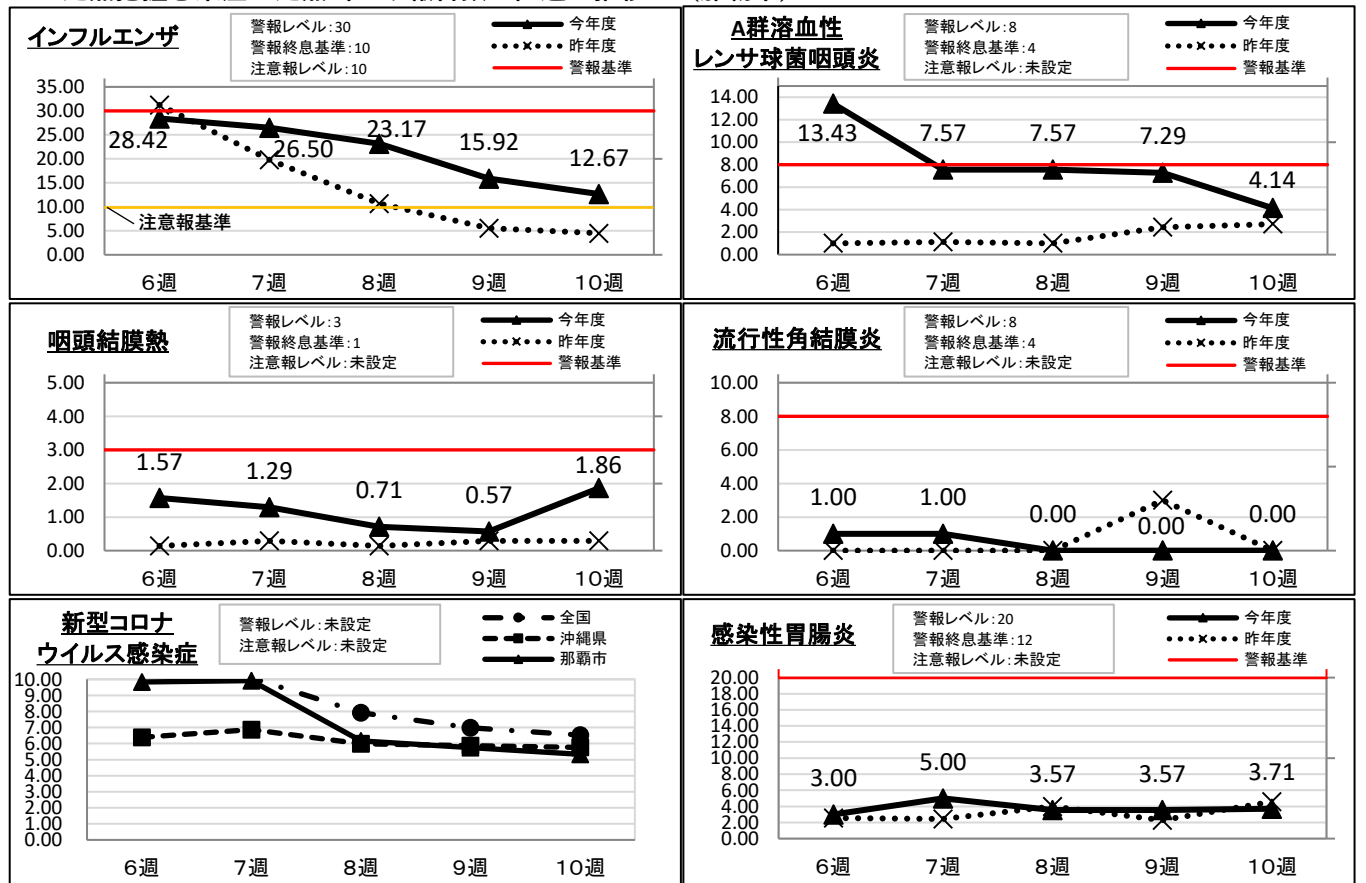 インフルエンザ
警報レベル:30
警報終息基準:10
注意報レベル:10
今年度
昨年度
警報基準
35.00
30.00
25.00
20.00
15.00
10.00
5.00
0.00
28.42
26.50
23.17
15.92
12.67
注意報基準
6週
7週
8週
9週
10週
A群溶血性
レンサ球菌咽頭炎
警報レベル:8
警報終息基準:4
注意報レベル:未設定
今年度
昨年度
警報基準
14.00
12.00
10.00
8.00
6.00
4.00
2.00
0.00
13.43
7.57
7.57
7.29
4.14
6週
7週
8週
9週
10週
咽頭結膜熱
警報レベル:3
警報終息基準:1
注意報レベル:未設定
今年度
昨年度
警報基準
5.00
4.00
3.00
2.00
1.00
0.00
1.57
1.29
0.71
0.57
1.86
6週
7週
8週
9週
10週
流行性角結膜炎
警報レベル:8
警報終息基準:4
注意報レベル:未設定
今年度
昨年度
警報基準
10.00
8.00
6.00
4.00
2.00
0.00
1.00
1.00
0.00
0.00
0.00
6週
7週
8週
9週
10週
新型コロナ
ウイルス感染症
警報レベル:未設定
注意報レベル:未設定
全国
沖縄県
那覇市
10.00
9.00
8.00
7.00
6.00
5.00
4.00
3.00
2.00
1.00
0.00
6週
7週
8週
9週
10週
感染性胃腸炎
警報レベル:20
警報終息基準:12
注意報レベル:未設定
今年度
昨年度
警報基準
20.00
18.00
16.00
14.00
12.00
10.00
8.00
6.00
4.00
2.00
0.00
3.00
5.00
3.57
3.57
3.71
6週
7週
8週
9週
10週